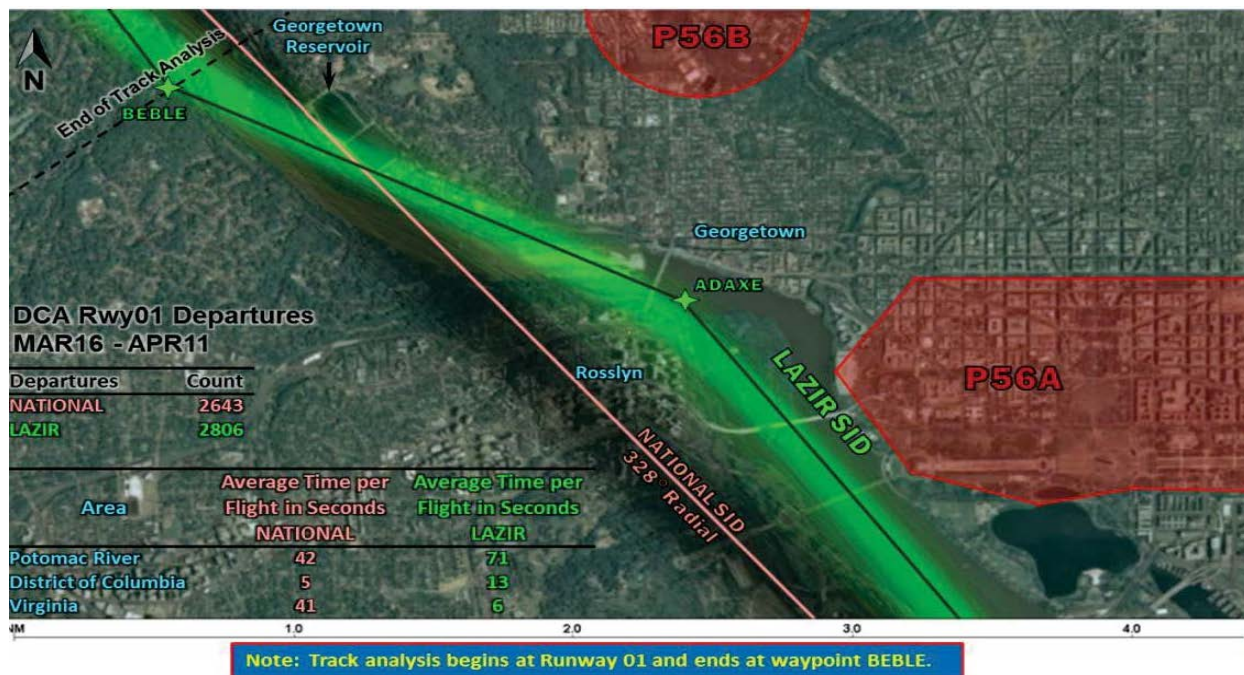 Georgetown
Reservoir
P56B
N
End of Track Analysis
BEBLE
Georgetown
ADAXE
DCA Rwy01 Departures
MAR16 - APR11
Departures Count
NATIONAL 2643
LAZIR 2806
Rosslyn
LAZIR SID
P56A
NATIONAL SID
328° Radial
Area Average Time per Flight in Seconds NATIONAL Average Time per Flight in Seconds LAZIR
Potomac River 42 71
District of Columbia 5 13
Virginia 41 6
NM 1.0 2.0 3.0 4.0
Note: Track analysis begins at Runway 01 and ends at waypoint BEBLE.